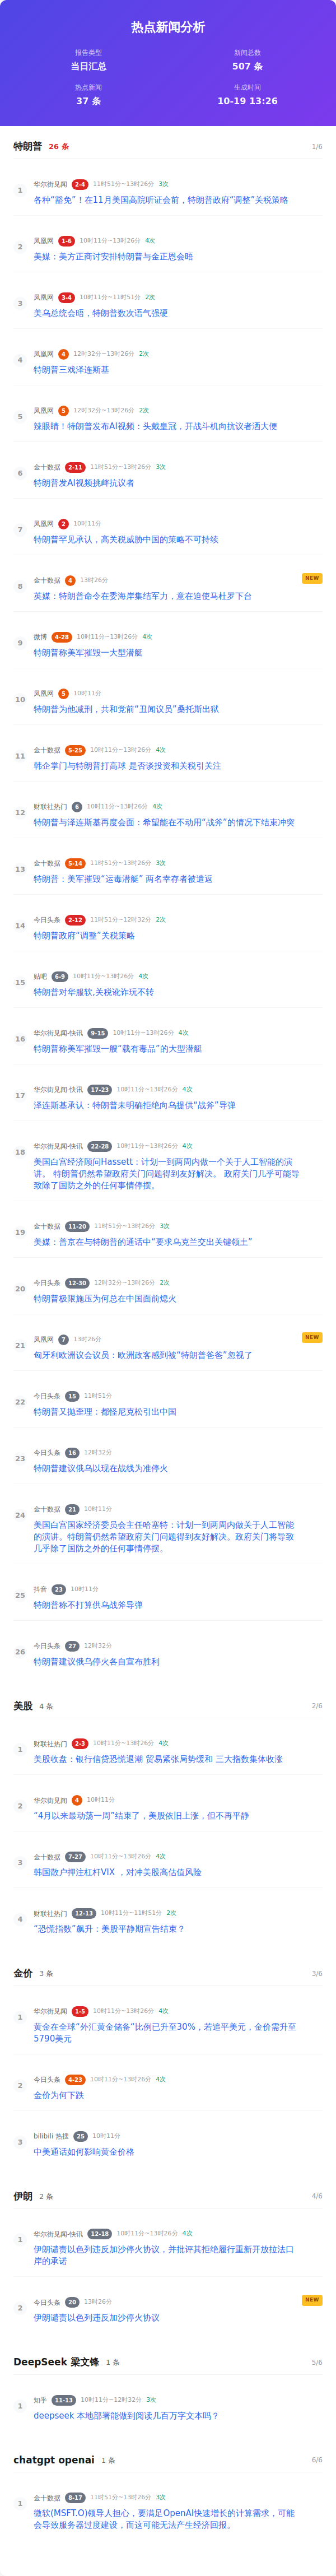 热点新闻分析
报告类型
当日汇总
新闻总数
507 条
热点新闻
37 条
生成时间
10-19 13:26
特朗普 26 条 1/6
1
华尔街见闻 2-4 11时51分~13时26分 3次
各种“豁免”！在11月美国高院听证会前，特朗普政府“调整”关税策略
2
凤凰网 1-6 10时11分~13时26分 4次
美媒：美方正商讨安排特朗普与金正恩会晤
3
凤凰网 3-4 10时11分~11时51分 2次
美乌总统会晤，特朗普数次语气强硬
4
凤凰网 4 12时32分~13时26分 2次
特朗普三戏泽连斯基
5
凤凰网 5 12时32分~13时26分 2次
辣眼睛！特朗普发布AI视频：头戴皇冠，开战斗机向抗议者洒大便
6
金十数据 2-11 11时51分~13时26分 3次
特朗普发AI视频挑衅抗议者
7
凤凰网 2 10时11分
特朗普罕见承认，高关税威胁中国的策略不可持续
8
金十数据 4 13时26分 NEW
英媒：特朗普命令在委海岸集结军力，意在迫使马杜罗下台
9
微博 4-28 10时11分~13时26分 4次
特朗普称美军摧毁一大型潜艇
10
凤凰网 5 10时11分
特朗普为他减刑，共和党前“丑闻议员”桑托斯出狱
11
金十数据 5-25 10时11分~13时26分 4次
韩企掌门与特朗普打高球 是否谈投资和关税引关注
12
财联社热门 6 10时11分~13时26分 4次
特朗普与泽连斯基再度会面：希望能在不动用“战斧”的情况下结束冲突
13
金十数据 5-14 11时51分~13时26分 3次
特朗普：美军摧毁“运毒潜艇” 两名幸存者被遣返
14
今日头条 2-12 11时51分~12时32分 2次
特朗普政府“调整”关税策略
15
贴吧 6-9 10时11分~13时26分 4次
特朗普对华服软,关税讹诈玩不转
16
华尔街见闻-快讯 9-15 10时11分~13时26分 4次
特朗普称美军摧毁一艘“载有毒品”的大型潜艇
17
华尔街见闻-快讯 17-23 10时11分~13时26分 4次
泽连斯基承认：特朗普未明确拒绝向乌提供“战斧”导弹
18
华尔街见闻-快讯 22-28 10时11分~13时26分 4次
美国白宫经济顾问Hassett：计划一到两周内做一个关于人工智能的演
讲。 特朗普仍然希望政府关门问题得到友好解决。 政府关门几乎可能导
致除了国防之外的任何事情停摆。
19
金十数据 11-20 11时51分~13时26分 3次
美媒：普京在与特朗普的通话中“要求乌克兰交出关键领土”
20
今日头条 12-30 12时32分~13时26分 2次
特朗普极限施压为何总在中国面前熄火
21
凤凰网 7 13时26分 NEW
匈牙利欧洲议会议员：欧洲政客感到被“特朗普爸爸”忽视了
22
今日头条 15 11时51分
特朗普又抛歪理：都怪尼克松引出中国
23
今日头条 16 12时32分
特朗普建议俄乌以现在战线为准停火
24
金十数据 21 10时11分
美国白宫国家经济委员会主任哈塞特：计划一到两周内做关于人工智能
的演讲。特朗普仍然希望政府关门问题得到友好解决。政府关门将导致
几乎除了国防之外的任何事情停摆。
25
抖音 23 10时11分
特朗普称不打算供乌战斧导弹
26
今日头条 27 12时32分
特朗普建议俄乌停火各自宣布胜利
美股 4 条 2/6
1
财联社热门 2-3 10时11分~13时26分 4次
美股收盘：银行信贷恐慌退潮 贸易紧张局势缓和 三大指数集体收涨
2
华尔街见闻 4 10时11分
“4月以来最动荡一周”结束了，美股依旧上涨，但不再平静
3
金十数据 7-27 10时11分~13时26分 4次
韩国散户押注杠杆VIX ，对冲美股高估值风险
4
财联社热门 12-13 10时11分~11时51分 2次
“恐慌指数”飙升：美股平静期宣告结束？
金价 3 条 3/6
1
华尔街见闻 1-5 10时11分~13时26分 4次
黄金在全球“外汇黄金储备”比例已升至30%，若追平美元，金价需升至
5790美元
2
今日头条 4-23 10时11分~13时26分 4次
金价为何下跌
3
bilibili 热搜 25 10时11分
中美通话如何影响黄金价格
伊朗 2 条 4/6
1
华尔街见闻-快讯 12-18 10时11分~13时26分 4次
伊朗谴责以色列违反加沙停火协议，并批评其拒绝履行重新开放拉法口
岸的承诺
2
今日头条 20 13时26分 NEW
伊朗谴责以色列违反加沙停火协议
DeepSeek 梁文锋 1 条 5/6
1
知乎 11-13 10时11分~12时32分 3次
deepseek 本地部署能做到阅读几百万字文本吗？
chatgpt openai 1 条 6/6
1
金十数据 8-17 11时51分~13时26分 3次
微软(MSFT.O)领导人担心，要满足OpenAI快速增长的计算需求，可能
会导致服务器过度建设，而这可能无法产生经济回报。